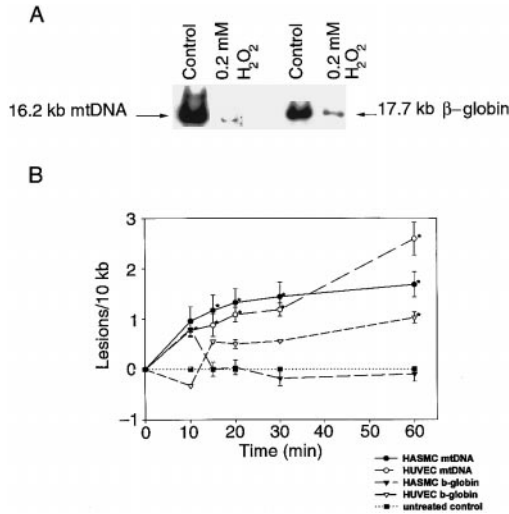 A
Control
0.2 mM
H2O2
Control
0.2 mM
H2O2
16.2 kb mtDNA
17.7 kb β–globin
B
Lesions/10 kb
3
2
1
0
−1
0 10 20 30 40 50 60
Time (min)
HASMC mtDNA
HUVEC mtDNA
HASMC b-globin
HUVEC b-globin
untreated control